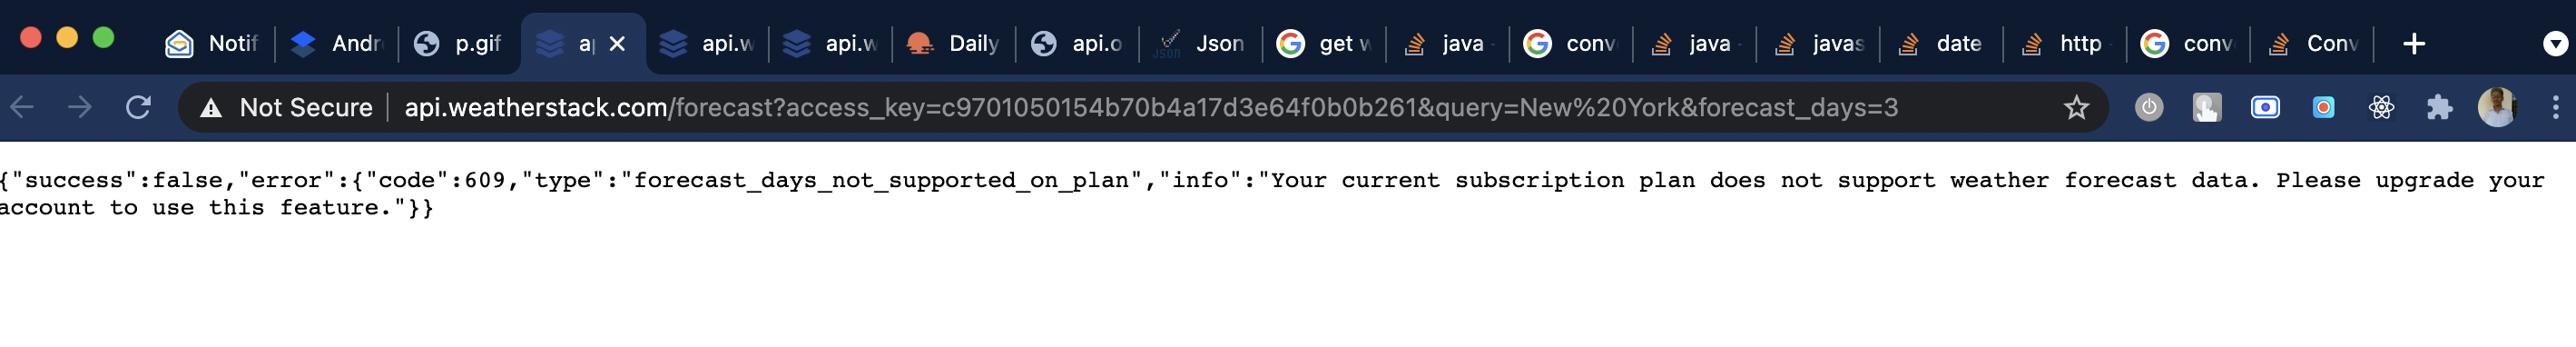 Notif Andr p.gif a api.w api.w Daily api.o Json get w java conv java javas date http conv Conv
Not Secure api.weatherstack.com/forecast?access_key=c9701050154b70b4a17d3e64f0b0b261&query=New%20York&forecast_days=3
{"success":false,"error":{"code":609,"type":"forecast_days_not_supported_on_plan","info":"Your current subscription plan does not support weather forecast data. Please upgrade your
account to use this feature."}}